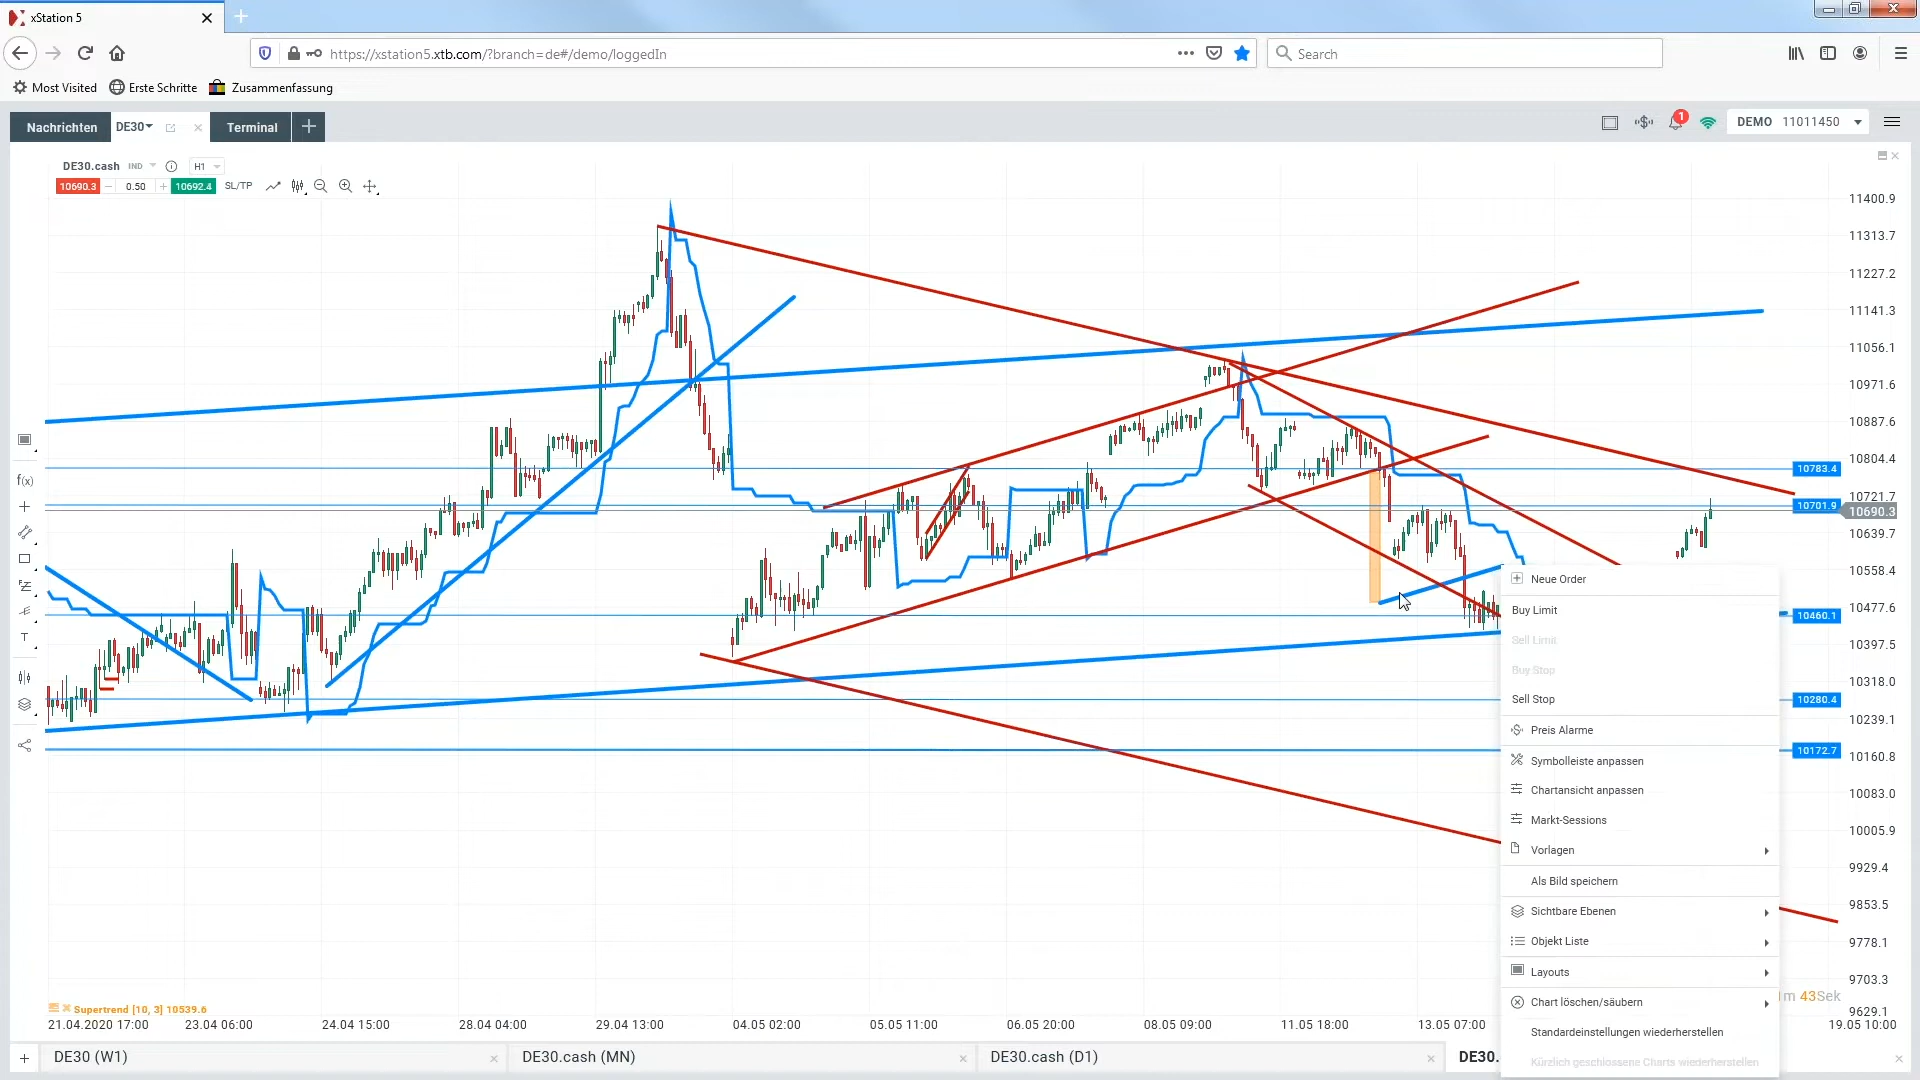 xStation 5
https://xstation5.xtb.com/?branch=de#/demo/loggedIn
Search
Most Visited
Erste Schritte
Zusammenfassung
Nachrichten
DE30
Terminal
1
DEMO 11011450
DE30.cash IND
H1
10690.3
0.50
10692.4
SL/TP
11400.9
11313.7
11227.2
11141.3
11056.1
10971.6
10887.6
10804.4
10783.4
10721.7
10701.9
10690.3
10639.7
10558.4
10477.6
10460.1
10397.5
10318.0
10280.4
10239.1
10172.7
10160.8
10083.0
10005.9
9929.4
9853.5
9778.1
9703.3
9629.1
f(x)
T
Neue Order
Buy Limit
Sell Limit
Buy Stop
Sell Stop
Preis Alarme
Symbolleiste anpassen
Chartansicht anpassen
Markt-Sessions
Vorlagen
Als Bild speichern
Sichtbare Ebenen
Objekt Liste
Layouts
Chart löschen/säubern
Standardeinstellungen wiederherstellen
Kürzlich geschlossene Charts wiederherstellen
m 43Sek
Supertrend [10, 3] 10539.6
21.04.2020 17:00
23.04 06:00
24.04 15:00
28.04 04:00
29.04 13:00
04.05 02:00
05.05 11:00
06.05 20:00
08.05 09:00
11.05 18:00
13.05 07:00
19.05 10:00
DE30 (W1)
DE30.cash (MN)
DE30.cash (D1)
DE30.